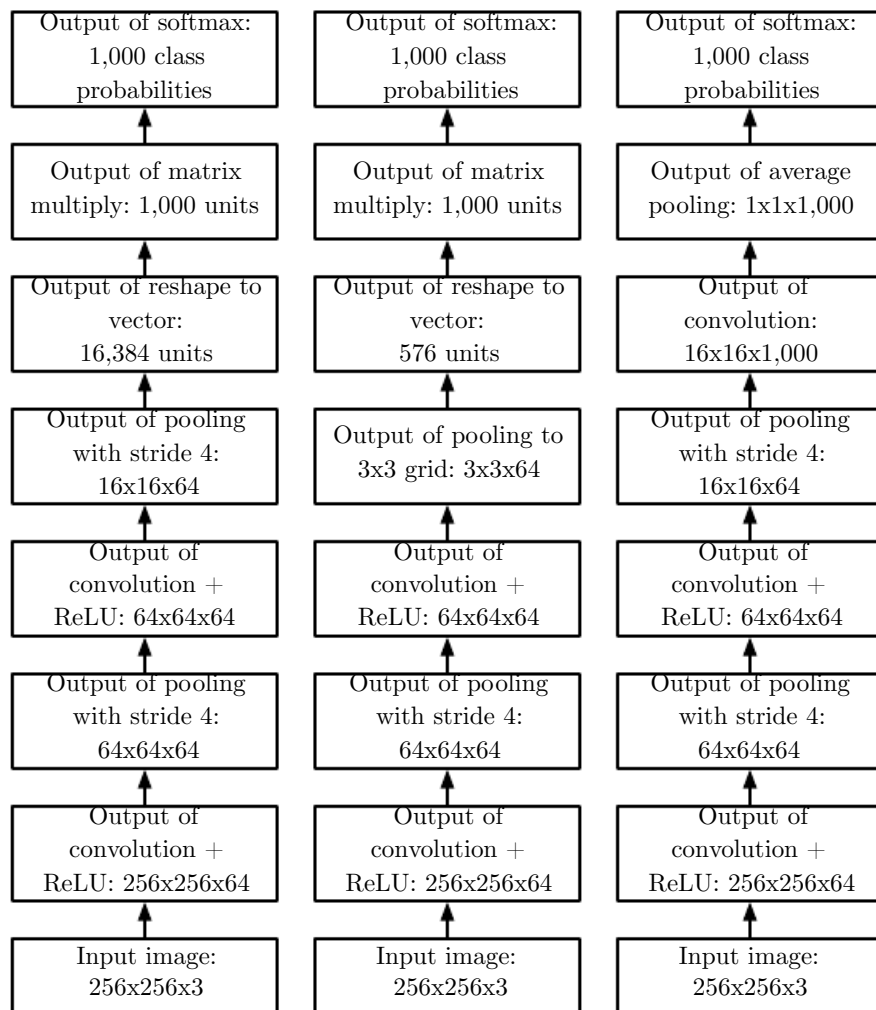 Output of softmax:
1,000 class
probabilities
Output of matrix
multiply: 1,000 units
Output of reshape to
vector:
16,384 units
Output of pooling
with stride 4:
16x16x64
Output of
convolution +
ReLU: 64x64x64
Output of pooling
with stride 4:
64x64x64
Output of
convolution +
ReLU: 256x256x64
Input image:
256x256x3
Output of softmax:
1,000 class
probabilities
Output of matrix
multiply: 1,000 units
Output of reshape to
vector:
576 units
Output of pooling to
3x3 grid: 3x3x64
Output of
convolution +
ReLU: 64x64x64
Output of pooling
with stride 4:
64x64x64
Output of
convolution +
ReLU: 256x256x64
Input image:
256x256x3
Output of softmax:
1,000 class
probabilities
Output of average
pooling: 1x1x1,000
Output of
convolution:
16x16x1,000
Output of pooling
with stride 4:
16x16x64
Output of
convolution +
ReLU: 64x64x64
Output of pooling
with stride 4:
64x64x64
Output of
convolution +
ReLU: 256x256x64
Input image:
256x256x3